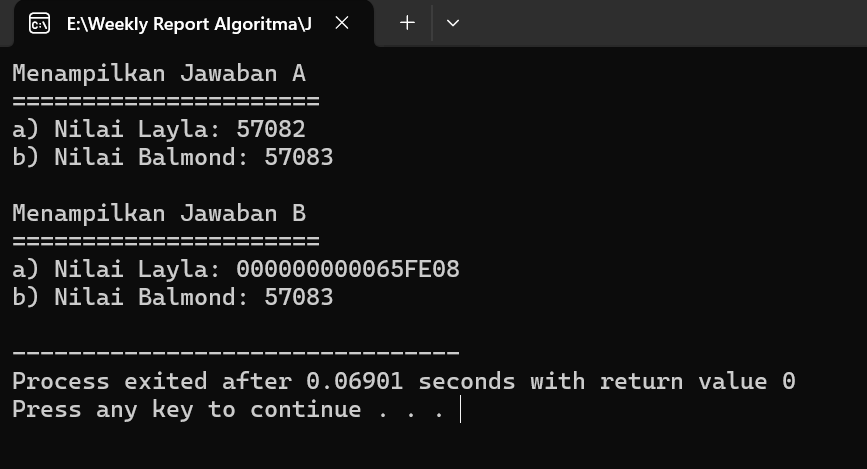 E:\Weekly Report Algoritma\J
Menampilkan Jawaban A
======================
a) Nilai Layla: 57082
b) Nilai Balmond: 57083
Menampilkan Jawaban B
======================
a) Nilai Layla: 000000000065FE08
b) Nilai Balmond: 57083
--------------------------------
Process exited after 0.06901 seconds with return value 0
Press any key to continue . . .